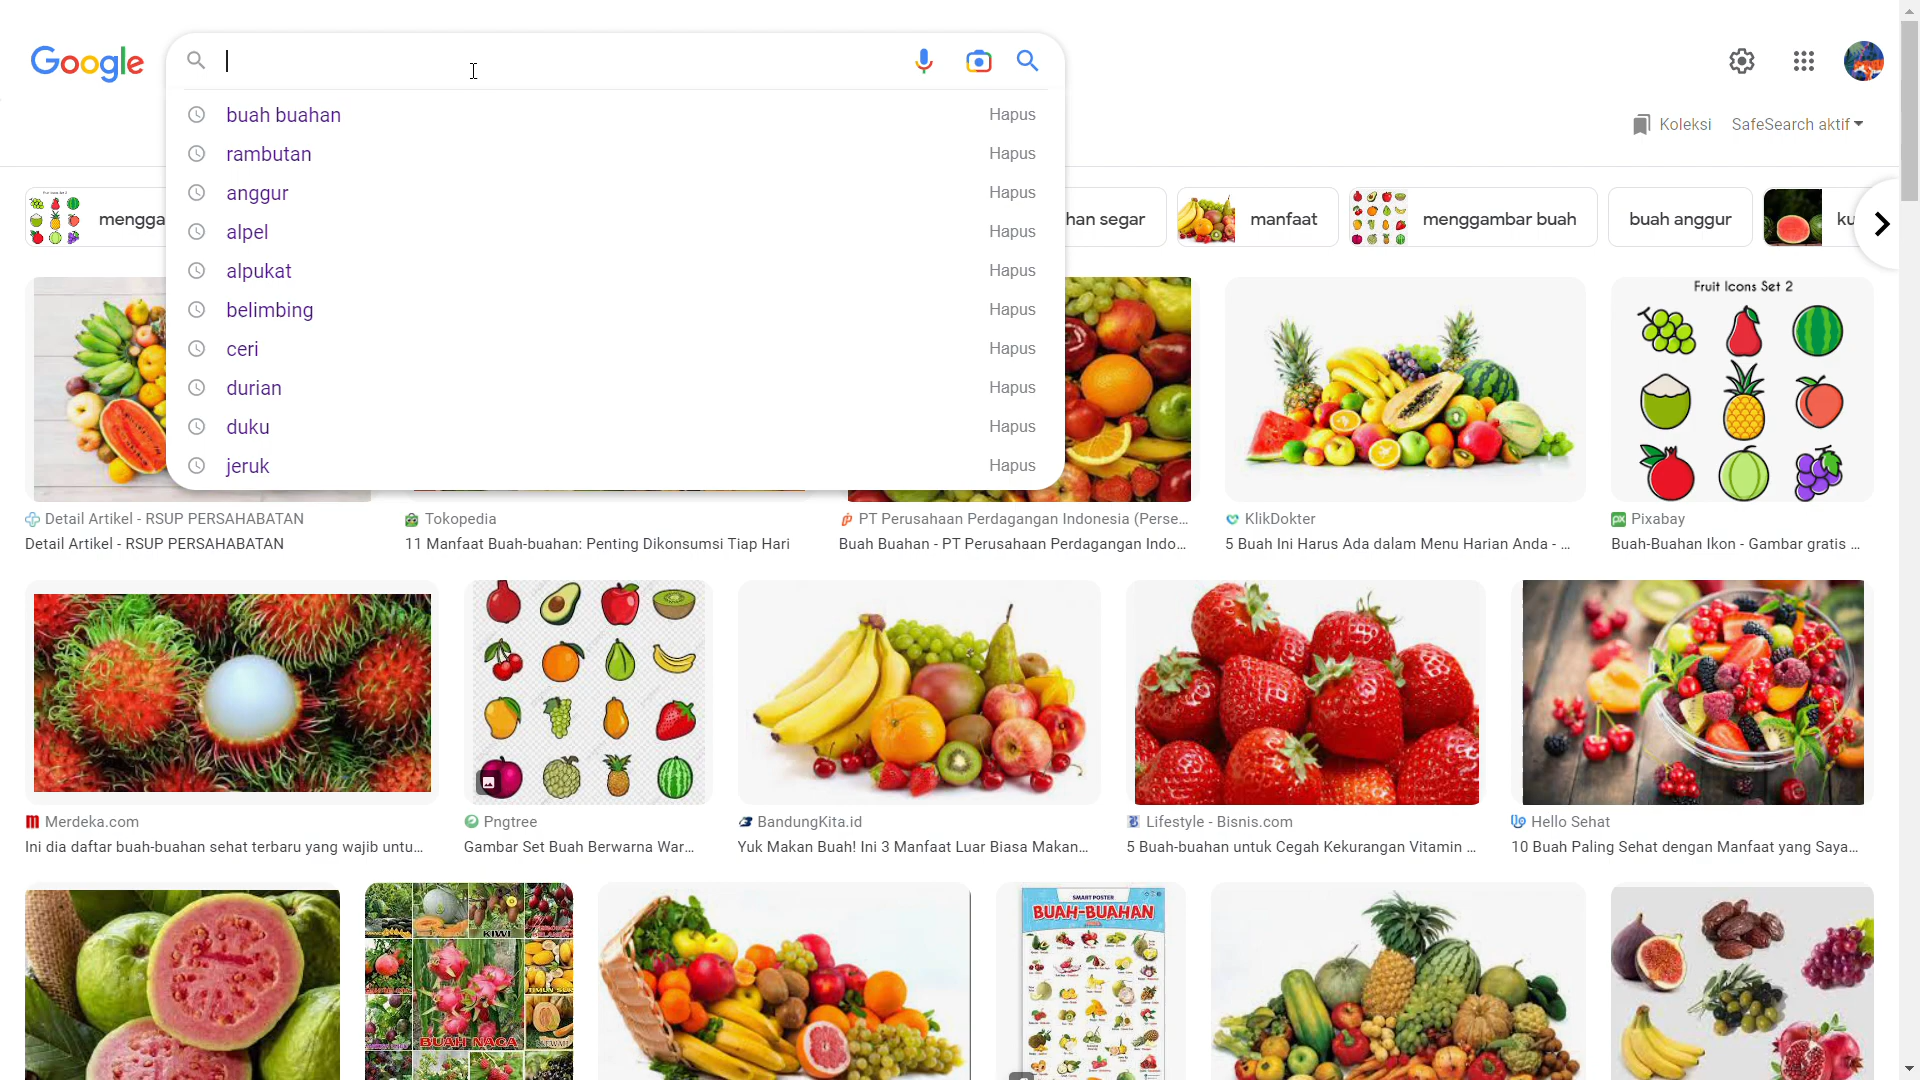 Google
buah buahan Hapus
rambutan Hapus
anggur Hapus
alpel Hapus
alpukat Hapus
belimbing Hapus
ceri Hapus
durian Hapus
duku Hapus
jeruk Hapus
Koleksi SafeSearch aktif
mengga
han segar
manfaat
menggambar buah
buah anggur
ku
Fruit Icons Set 2
Detail Artikel - RSUP PERSAHABATAN
Detail Artikel - RSUP PERSAHABATAN
Tokopedia
11 Manfaat Buah-buahan: Penting Dikonsumsi Tiap Hari
PT Perusahaan Perdagangan Indonesia (Perse...
Buah Buahan - PT Perusahaan Perdagangan Indo...
KlikDokter
5 Buah Ini Harus Ada dalam Menu Harian Anda - ...
Pixabay
Buah-Buahan Ikon - Gambar gratis ...
Merdeka.com
Ini dia daftar buah-buahan sehat terbaru yang wajib untu...
Pngtree
Gambar Set Buah Berwarna War...
BandungKita.id
Yuk Makan Buah! Ini 3 Manfaat Luar Biasa Makan...
Lifestyle - Bisnis.com
5 Buah-buahan untuk Cegah Kekurangan Vitamin ...
Hello Sehat
10 Buah Paling Sehat dengan Manfaat yang Saya...
KIWI
BUAH NAGA
SMART POSTER
BUAH-BUAHAN